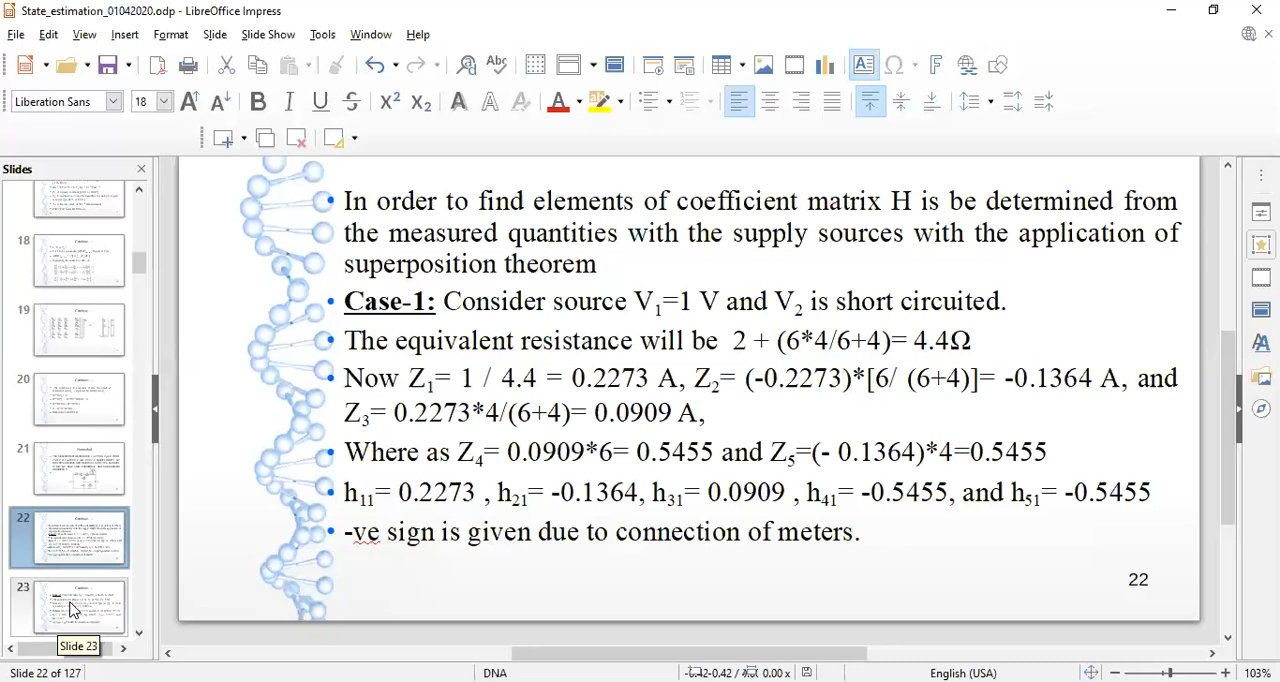 State_estimation_01042020.odp - LibreOffice Impress
File Edit View Insert Format Slide Slide Show Tools Window Help
Liberation Sans 18
Slides
In order to find elements of coefficient matrix H is be determined from
the measured quantities with the supply sources with the application of
superposition theorem
Case-1: Consider source V₁=1 V and V₂ is short circuited.
The equivalent resistance will be 2 + (6*4/6+4)= 4.4Ω
Now Z₁= 1 / 4.4 = 0.2273 A, Z₂= (-0.2273)*[6/ (6+4)]= -0.1364 A, and
Z₃= 0.2273*4/(6+4)= 0.0909 A,
Where as Z₄= 0.0909*6= 0.5455 and Z₅=(- 0.1364)*4=0.5455
h₁₁= 0.2273 , h₂₁= -0.1364, h₃₁= 0.0909 , h₄₁= -0.5455, and h₅₁= -0.5455
-ve sign is given due to connection of meters.
22
18
19
20
21
22
23
Slide 23
Slide 22 of 127 DNA 0.00 x English (USA) 103%